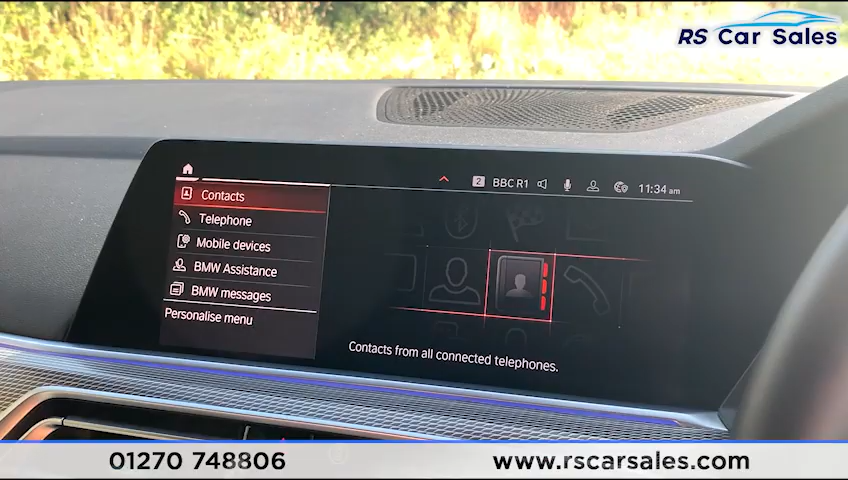 RS Car Sales
2 BBC R1 11:34 am
Contacts
Telephone
Mobile devices
BMW Assistance
BMW messages
Personalise menu
Contacts from all connected telephones.
01270 748806
www.rscarsales.com